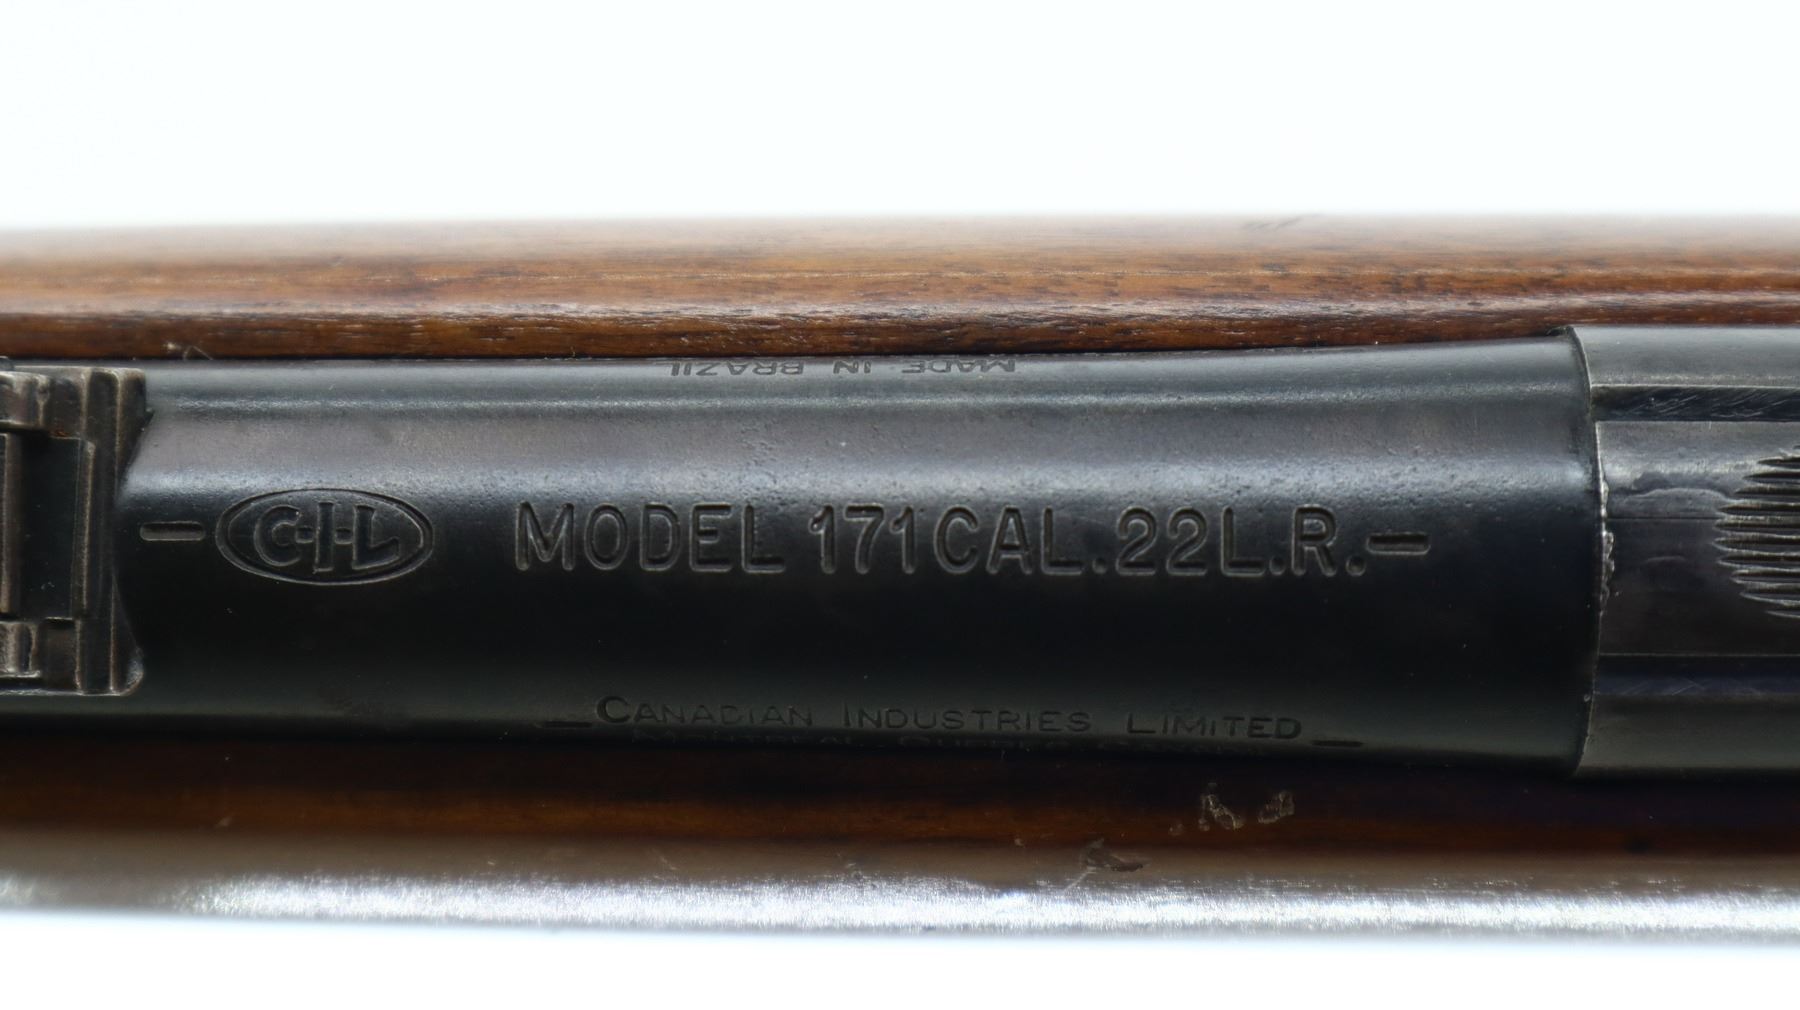 MADE IN BRAZIL
— C-I-L MODEL 171 CAL. 22 L.R. —
— CANADIAN INDUSTRIES LIMITED —